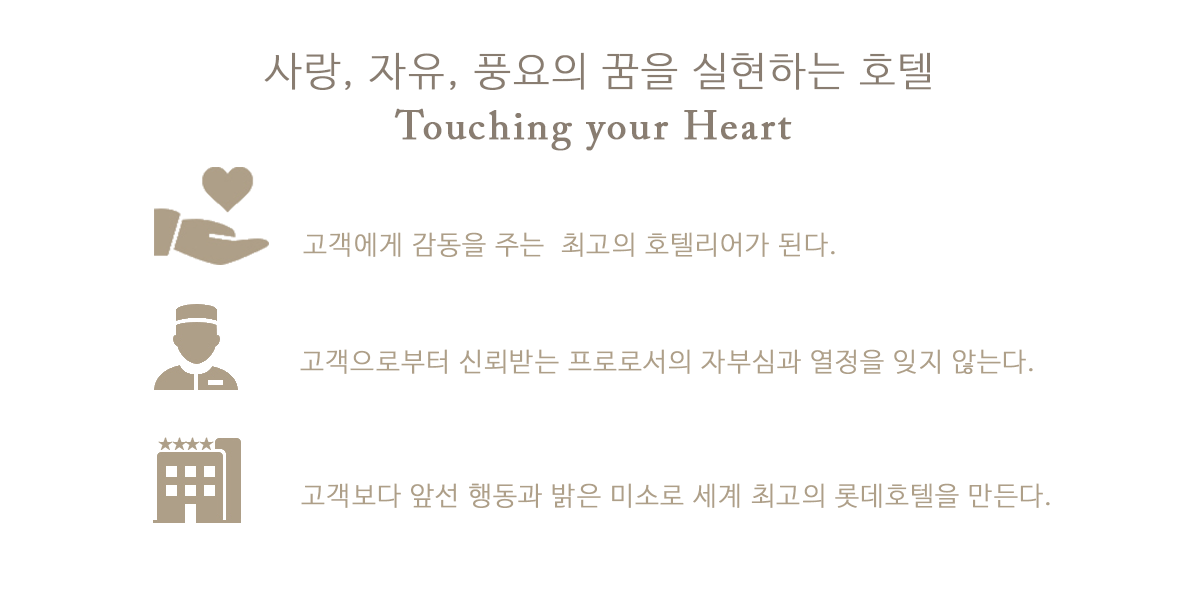 사랑, 자유, 풍요의 꿈을 실현하는 호텔
Touching your Heart
고객에게 감동을 주는 최고의 호텔리어가 된다.
고객으로부터 신뢰받는 프로로서의 자부심과 열정을 잊지 않는다.
고객보다 앞선 행동과 밝은 미소로 세계 최고의 롯데호텔을 만든다.